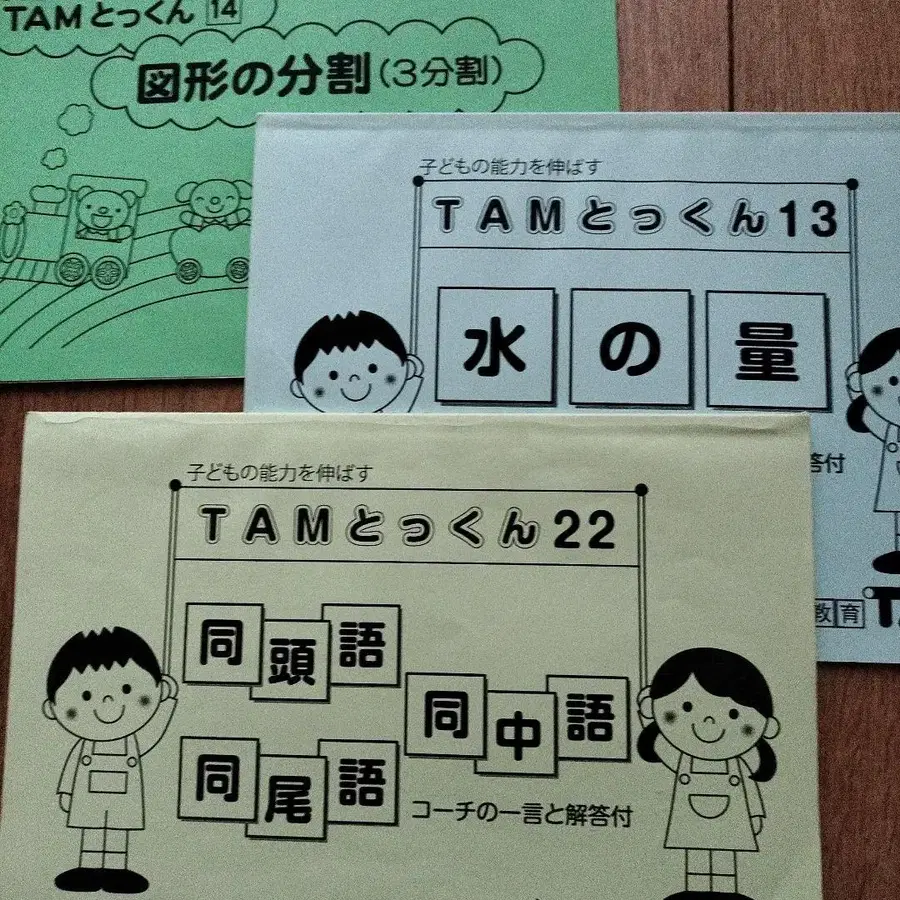 TAMとっくん 14
図形の分割(3分割)
子どもの能力を伸ばす
TAMとっくん13
水の量
答付
教育
子どもの能力を伸ばす
TAMとっくん22
同頭語
同中語
同尾語
コーチの一言と解答付